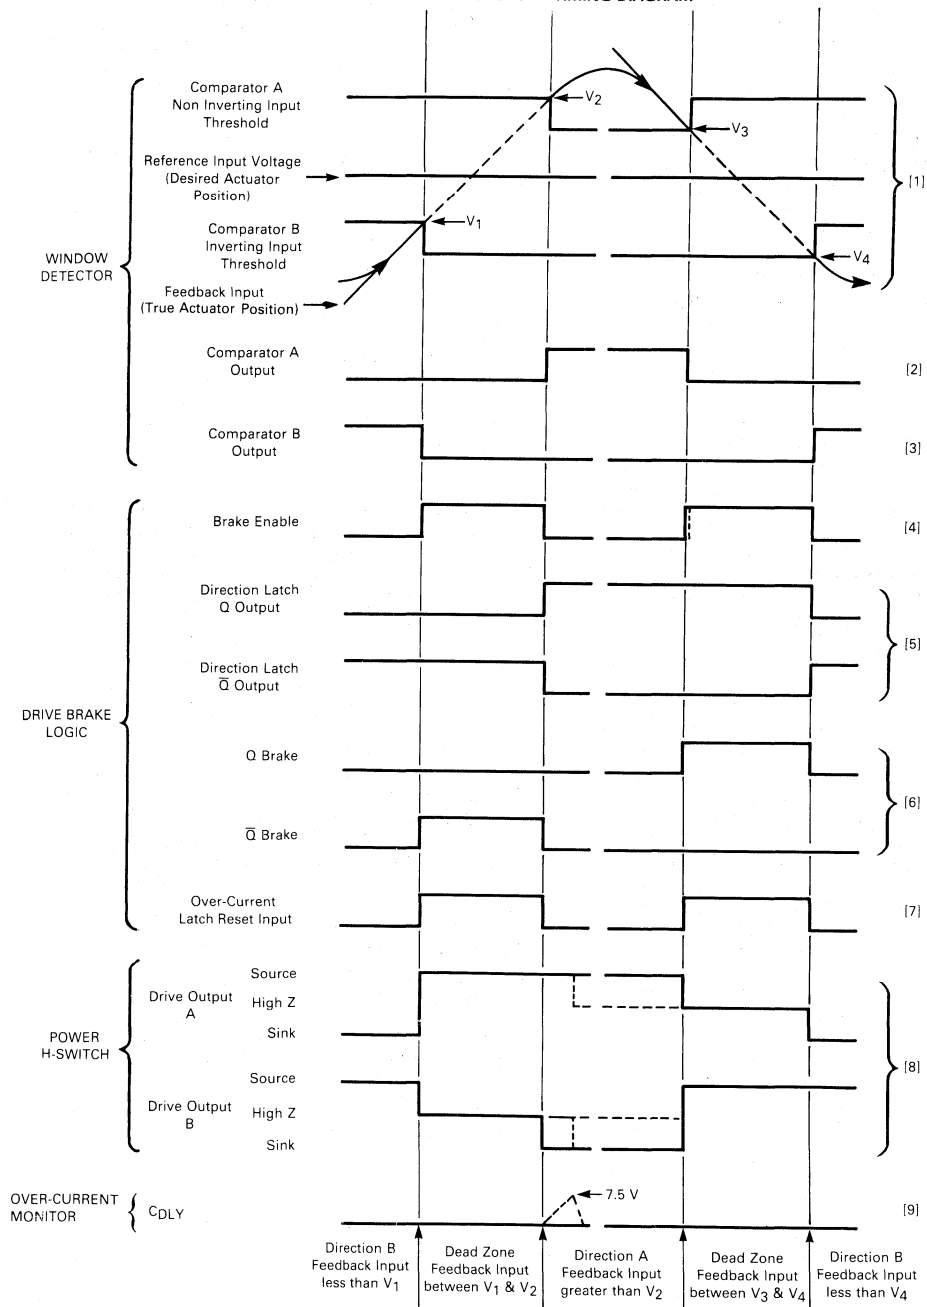 Comparator A
Non Inverting Input
Threshold
V2
V3
Reference Input Voltage
(Desired Actuator
Position)
[1]
V1
Comparator B
Inverting Input
Threshold
V4
WINDOW
DETECTOR
Feedback Input
(True Actuator Position)
Comparator A
Output
[2]
Comparator B
Output
[3]
Brake Enable
[4]
Direction Latch
Q Output
[5]
Direction Latch
Q̅ Output
DRIVE BRAKE
LOGIC
Q Brake
[6]
Q̅ Brake
Over-Current
Latch Reset Input
[7]
Source
Drive Output
A
High Z
Sink
POWER
H-SWITCH
[8]
Source
Drive Output
B
High Z
Sink
OVER-CURRENT
MONITOR
CDLY
7.5 V
[9]
Direction B
Feedback Input
less than V1
Dead Zone
Feedback Input
between V1 & V2
Direction A
Feedback Input
greater than V2
Dead Zone
Feedback Input
between V3 & V4
Direction B
Feedback Input
less than V4